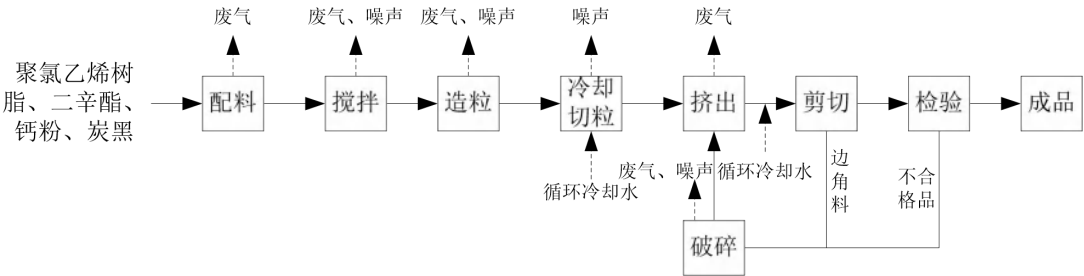 废气
废气、噪声
废气、噪声
噪声
废气
聚氯乙烯树
脂、二辛酯、
钙粉、炭黑
配料
搅拌
造粒
冷却
切粒
挤出
剪切
检验
成品
循环冷却水
废气、噪声
循环冷却水
边角料
不合
格品
破碎